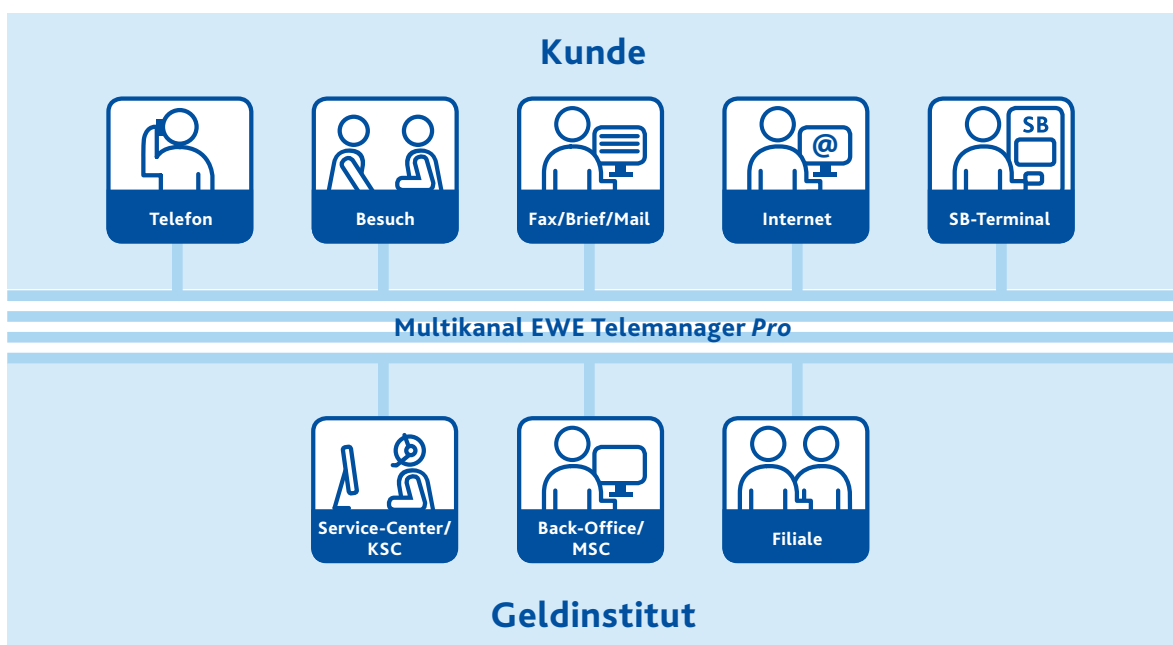 Kunde
SB
@
Telefon
Besuch
Fax/Brief/Mail
Internet
SB-Terminal
Multikanal EWE Telemanager Pro
Service-Center/
KSC
Back-Office/
MSC
Filiale
Geldinstitut